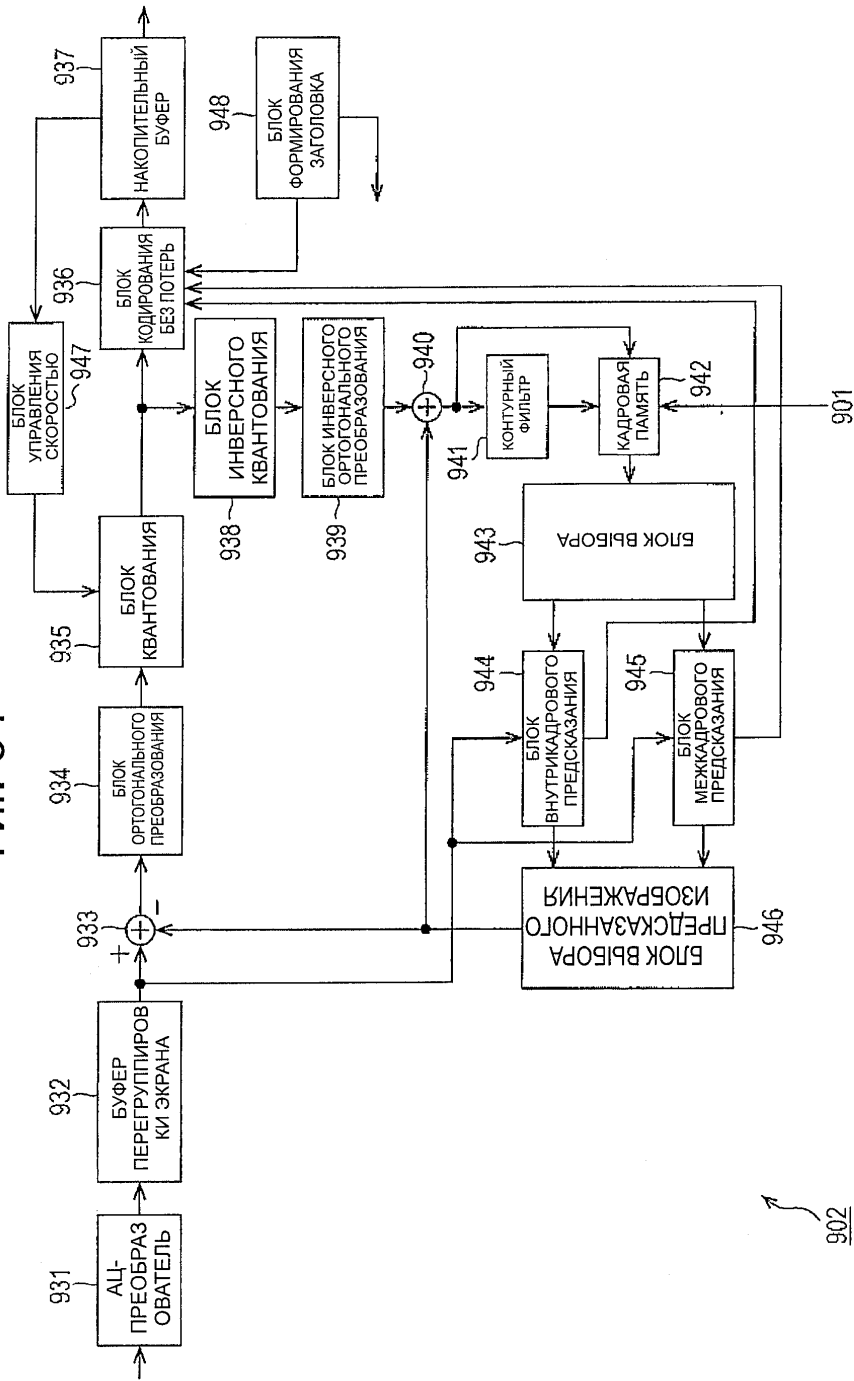 931
АЦ-
ПРЕОБРАЗ
ОВАТЕЛЬ
932
БУФЕР
ПЕРЕГРУППИРОВ
КИ ЭКРАНА
933
+
−
934
БЛОК
ОРТОГОНАЛЬНОГО
ПРЕОБРАЗОВАНИЯ
935
БЛОК
КВАНТОВАНИЯ
БЛОК
УПРАВЛЕНИЯ
СКОРОСТЬЮ
947
936
БЛОК
КОДИРОВАНИЯ
БЕЗ ПОТЕРЬ
937
НАКОПИТЕЛЬНЫЙ
БУФЕР
948
БЛОК
ФОРМИРОВАНИЯ
ЗАГОЛОВКА
БЛОК
ИНВЕРСНОГО
КВАНТОВАНИЯ
938
БЛОК ИНВЕРСНОГО
ОРТОГОНАЛЬНОГО
ПРЕОБРАЗОВАНИЯ
939
+
940
941
КОНТУРНЫЙ
ФИЛЬТР
КАДРОВАЯ
ПАМЯТЬ
942
901
943
БЛОК ВЫБОРА
944
БЛОК
ВНУТРИКАДРОВОГО
ПРЕДСКАЗАНИЯ
945
БЛОК
МЕЖКАДРОВОГО
ПРЕДСКАЗАНИЯ
БЛОК ВЫБОРА
ПРЕДСКАЗАННОГО
ИЗОБРАЖЕНИЯ
946
902